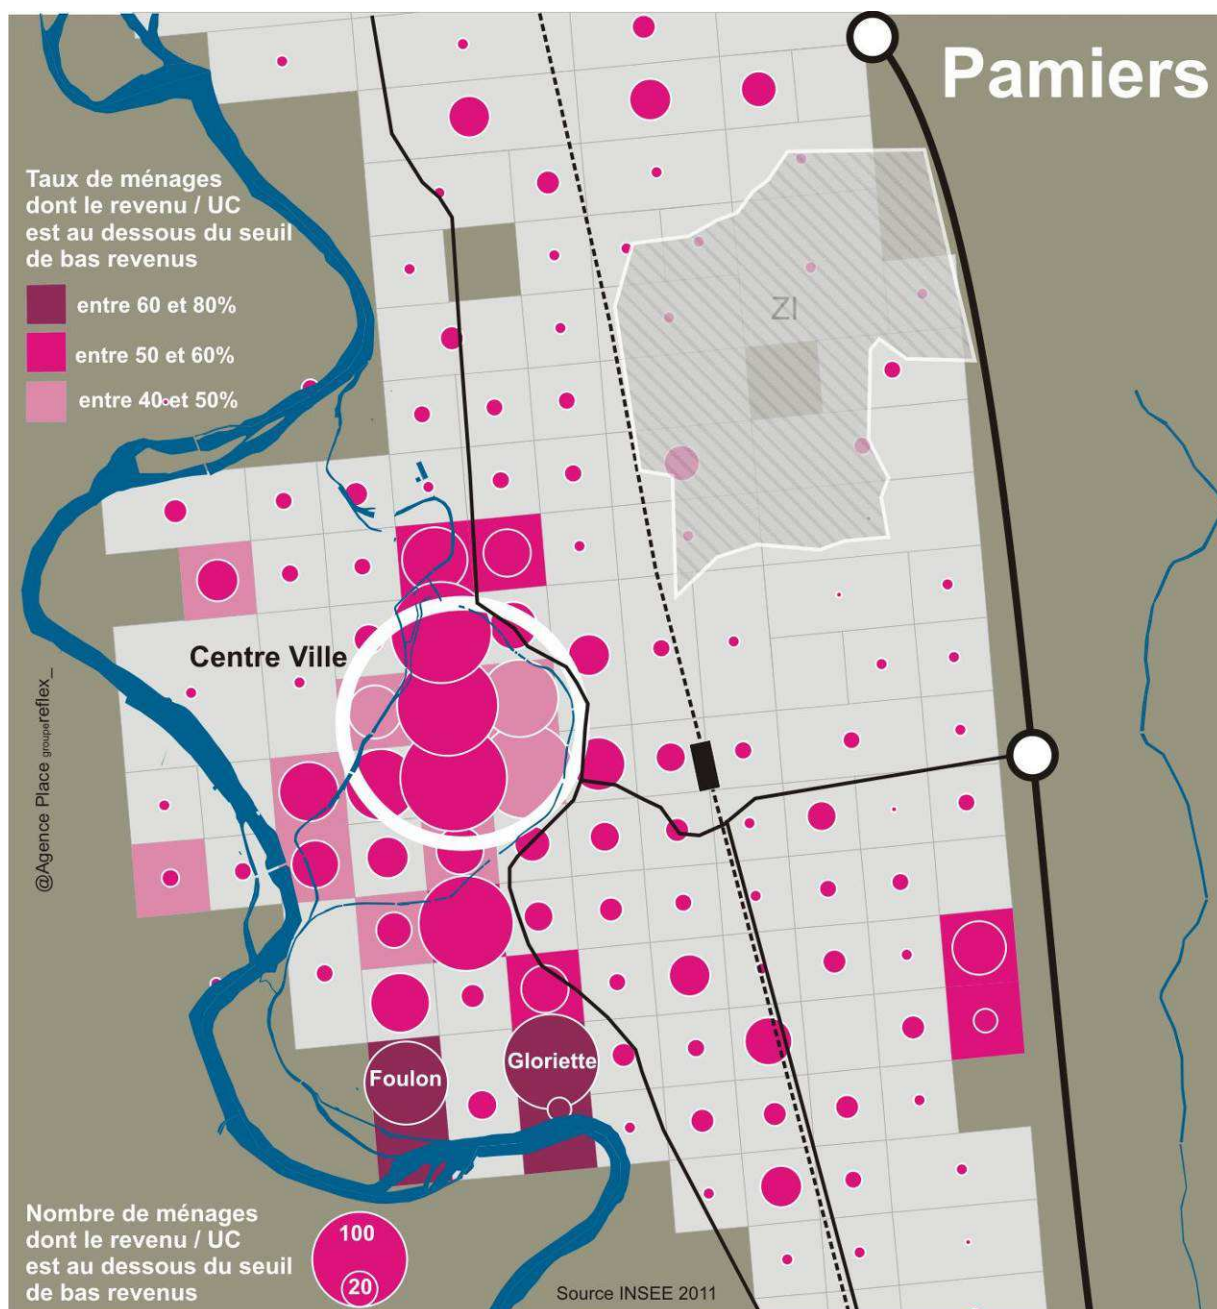 Pamiers
Taux de ménages
dont le revenu / UC
est au dessous du seuil
de bas revenus
entre 60 et 80%
entre 50 et 60%
entre 40 et 50%
ZI
Centre Ville
@Agence Place groupereflex_
Foulon
Gloriette
Nombre de ménages
dont le revenu / UC
est au dessous du seuil
de bas revenus
100
20
Source INSEE 2011